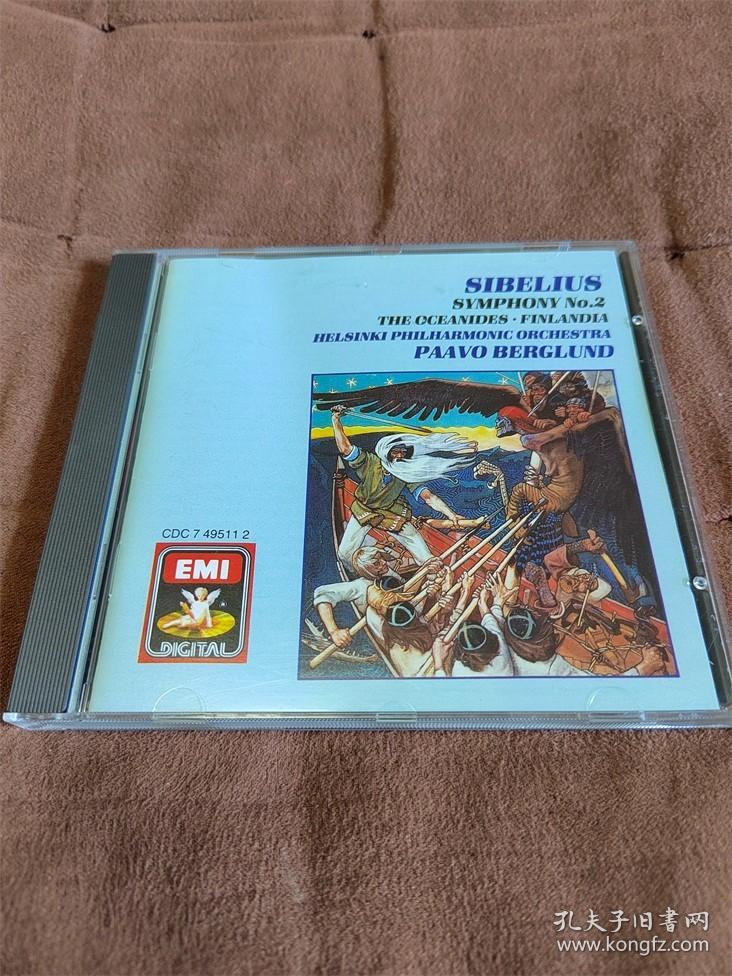 SIBELIUS
SYMPHONY No.2
THE OCEANIDES · FINLANDIA
HELSINKI PHILHARMONIC ORCHESTRA
PAAVO BERGLUND
CDC 7 49511 2
EMI
DIGITAL
孔夫子旧书网
www.kongfz.com